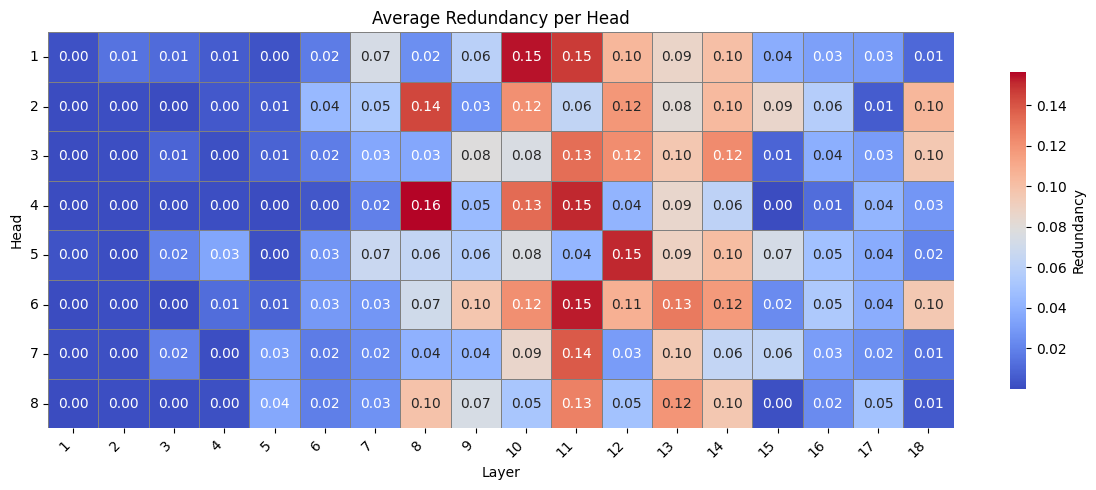 Average Redundancy per Head
1 0.00 0.01 0.01 0.01 0.00 0.02 0.07 0.02 0.06 0.15 0.15 0.10 0.09 0.10 0.04 0.03 0.03 0.01
2 0.00 0.00 0.00 0.00 0.01 0.04 0.05 0.14 0.03 0.12 0.06 0.12 0.08 0.10 0.09 0.06 0.01 0.10
3 0.00 0.00 0.01 0.00 0.01 0.02 0.03 0.03 0.08 0.08 0.13 0.12 0.10 0.12 0.01 0.04 0.03 0.10
4 0.00 0.00 0.00 0.00 0.00 0.00 0.02 0.16 0.05 0.13 0.15 0.04 0.09 0.06 0.00 0.01 0.04 0.03
5 0.00 0.00 0.02 0.03 0.00 0.03 0.07 0.06 0.06 0.08 0.04 0.15 0.09 0.10 0.07 0.05 0.04 0.02
6 0.00 0.00 0.00 0.01 0.01 0.03 0.03 0.07 0.10 0.12 0.15 0.11 0.13 0.12 0.02 0.05 0.04 0.10
7 0.00 0.00 0.02 0.00 0.03 0.02 0.02 0.04 0.04 0.09 0.14 0.03 0.10 0.06 0.06 0.03 0.02 0.01
8 0.00 0.00 0.00 0.00 0.04 0.02 0.03 0.10 0.07 0.05 0.13 0.05 0.12 0.10 0.00 0.02 0.05 0.01
Head
1 2 3 4 5 6 7 8 9 10 11 12 13 14 15 16 17 18
Layer
0.14
0.12
0.10
0.08
0.06
0.04
0.02
Redundancy